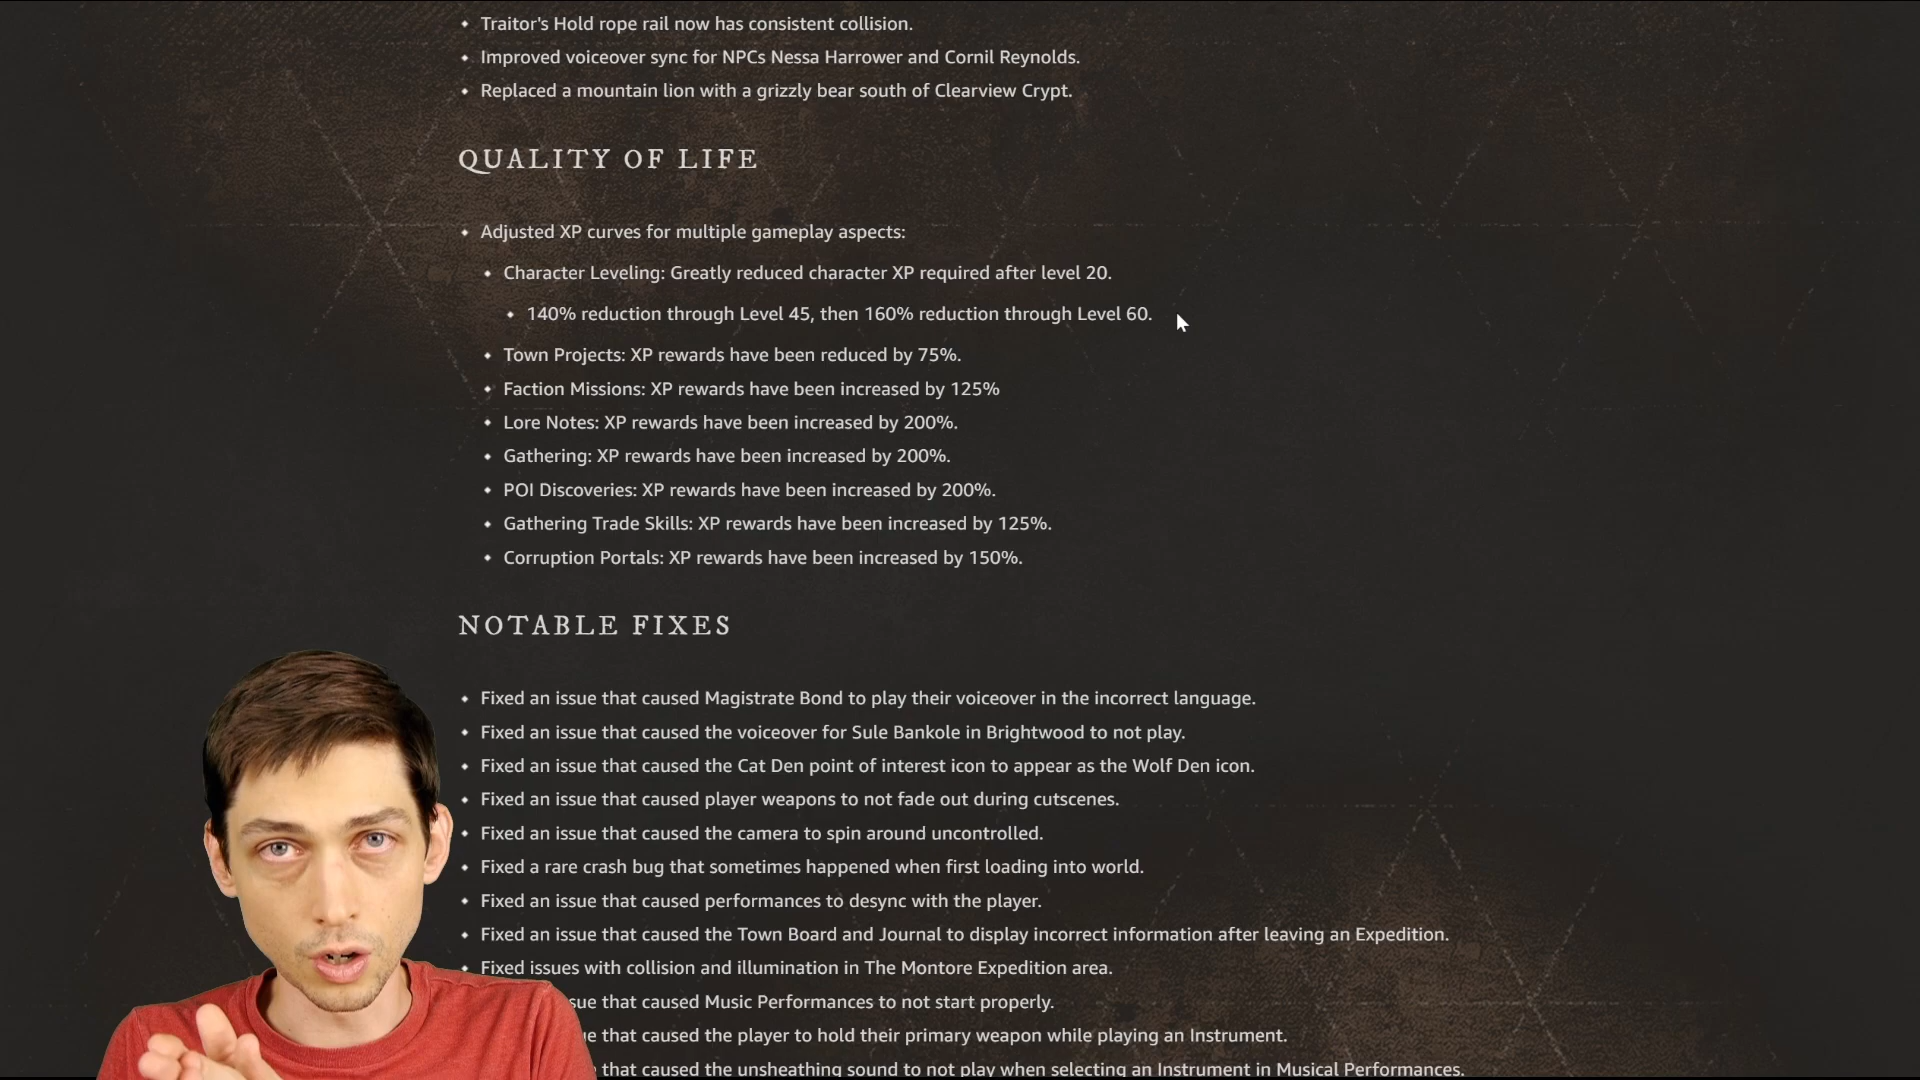 Traitor's Hold rope rail now has consistent collision.
Improved voiceover sync for NPCs Nessa Harrower and Cornil Reynolds.
Replaced a mountain lion with a grizzly bear south of Clearview Crypt.
QUALITY OF LIFE
Adjusted XP curves for multiple gameplay aspects:
Character Leveling: Greatly reduced character XP required after level 20.
140% reduction through Level 45, then 160% reduction through Level 60.
Town Projects: XP rewards have been reduced by 75%.
Faction Missions: XP rewards have been increased by 125%
Lore Notes: XP rewards have been increased by 200%.
Gathering: XP rewards have been increased by 200%.
POI Discoveries: XP rewards have been increased by 200%.
Gathering Trade Skills: XP rewards have been increased by 125%.
Corruption Portals: XP rewards have been increased by 150%.
NOTABLE FIXES
Fixed an issue that caused Magistrate Bond to play their voiceover in the incorrect language.
Fixed an issue that caused the voiceover for Sule Bankole in Brightwood to not play.
Fixed an issue that caused the Cat Den point of interest icon to appear as the Wolf Den icon.
Fixed an issue that caused player weapons to not fade out during cutscenes.
Fixed an issue that caused the camera to spin around uncontrolled.
Fixed a rare crash bug that sometimes happened when first loading into world.
Fixed an issue that caused performances to desync with the player.
Fixed an issue that caused the Town Board and Journal to display incorrect information after leaving an Expedition.
Fixed issues with collision and illumination in The Montore Expedition area.
sue that caused Music Performances to not start properly.
e that caused the player to hold their primary weapon while playing an Instrument.
that caused the unsheathing sound to not play when selecting an Instrument in Musical Performances.